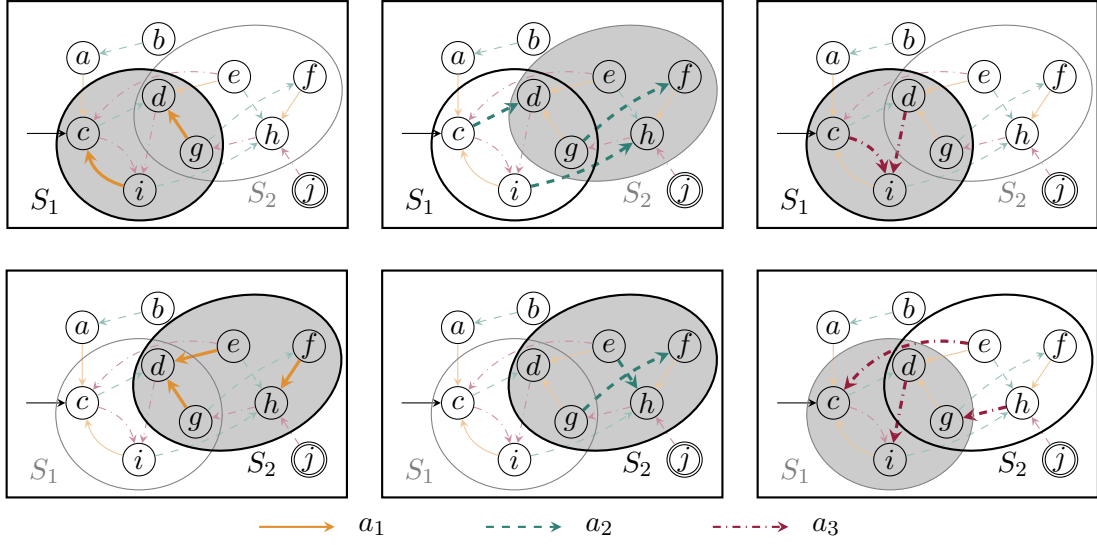 b b b
a e f a e f a e f
d d d
c g h c g h c g h
i i i
S1 S2 j S1 S2 j S1 S2 j
b b b
a e f a e f a e f
d d d
c g h c g h c g h
i i i
S1 S2 j S1 S2 j S1 S2 j
a1 a2 a3